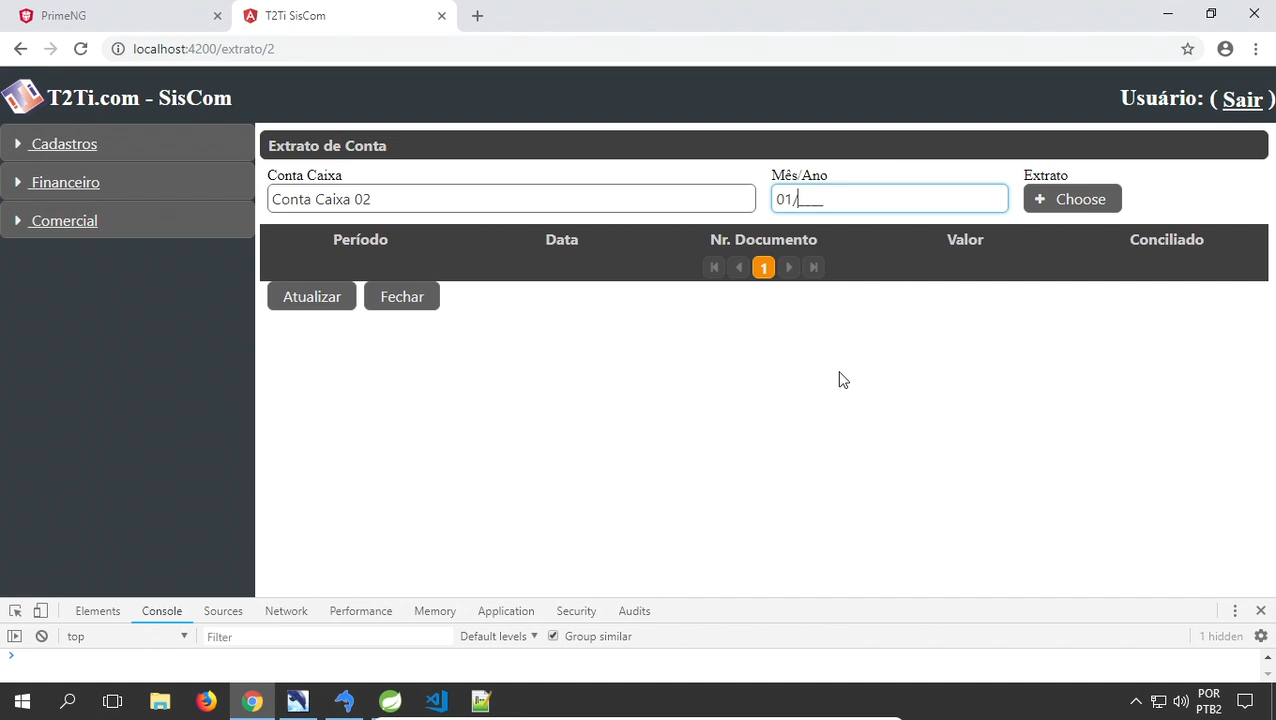 PrimeNG
T2Ti SisCom
localhost:4200/extrato/2
T2Ti.com - SisCom
Usuário: ( Sair )
Cadastros
Financeiro
Comercial
Extrato de Conta
Conta Caixa
Mês/Ano
Extrato
Conta Caixa 02
01/____
+ Choose
Período Data Nr. Documento Valor Conciliado
1
Atualizar Fechar
Elements Console Sources Network Performance Memory Application Security Audits
top Filter Default levels Group similar 1 hidden
POR
PTB2